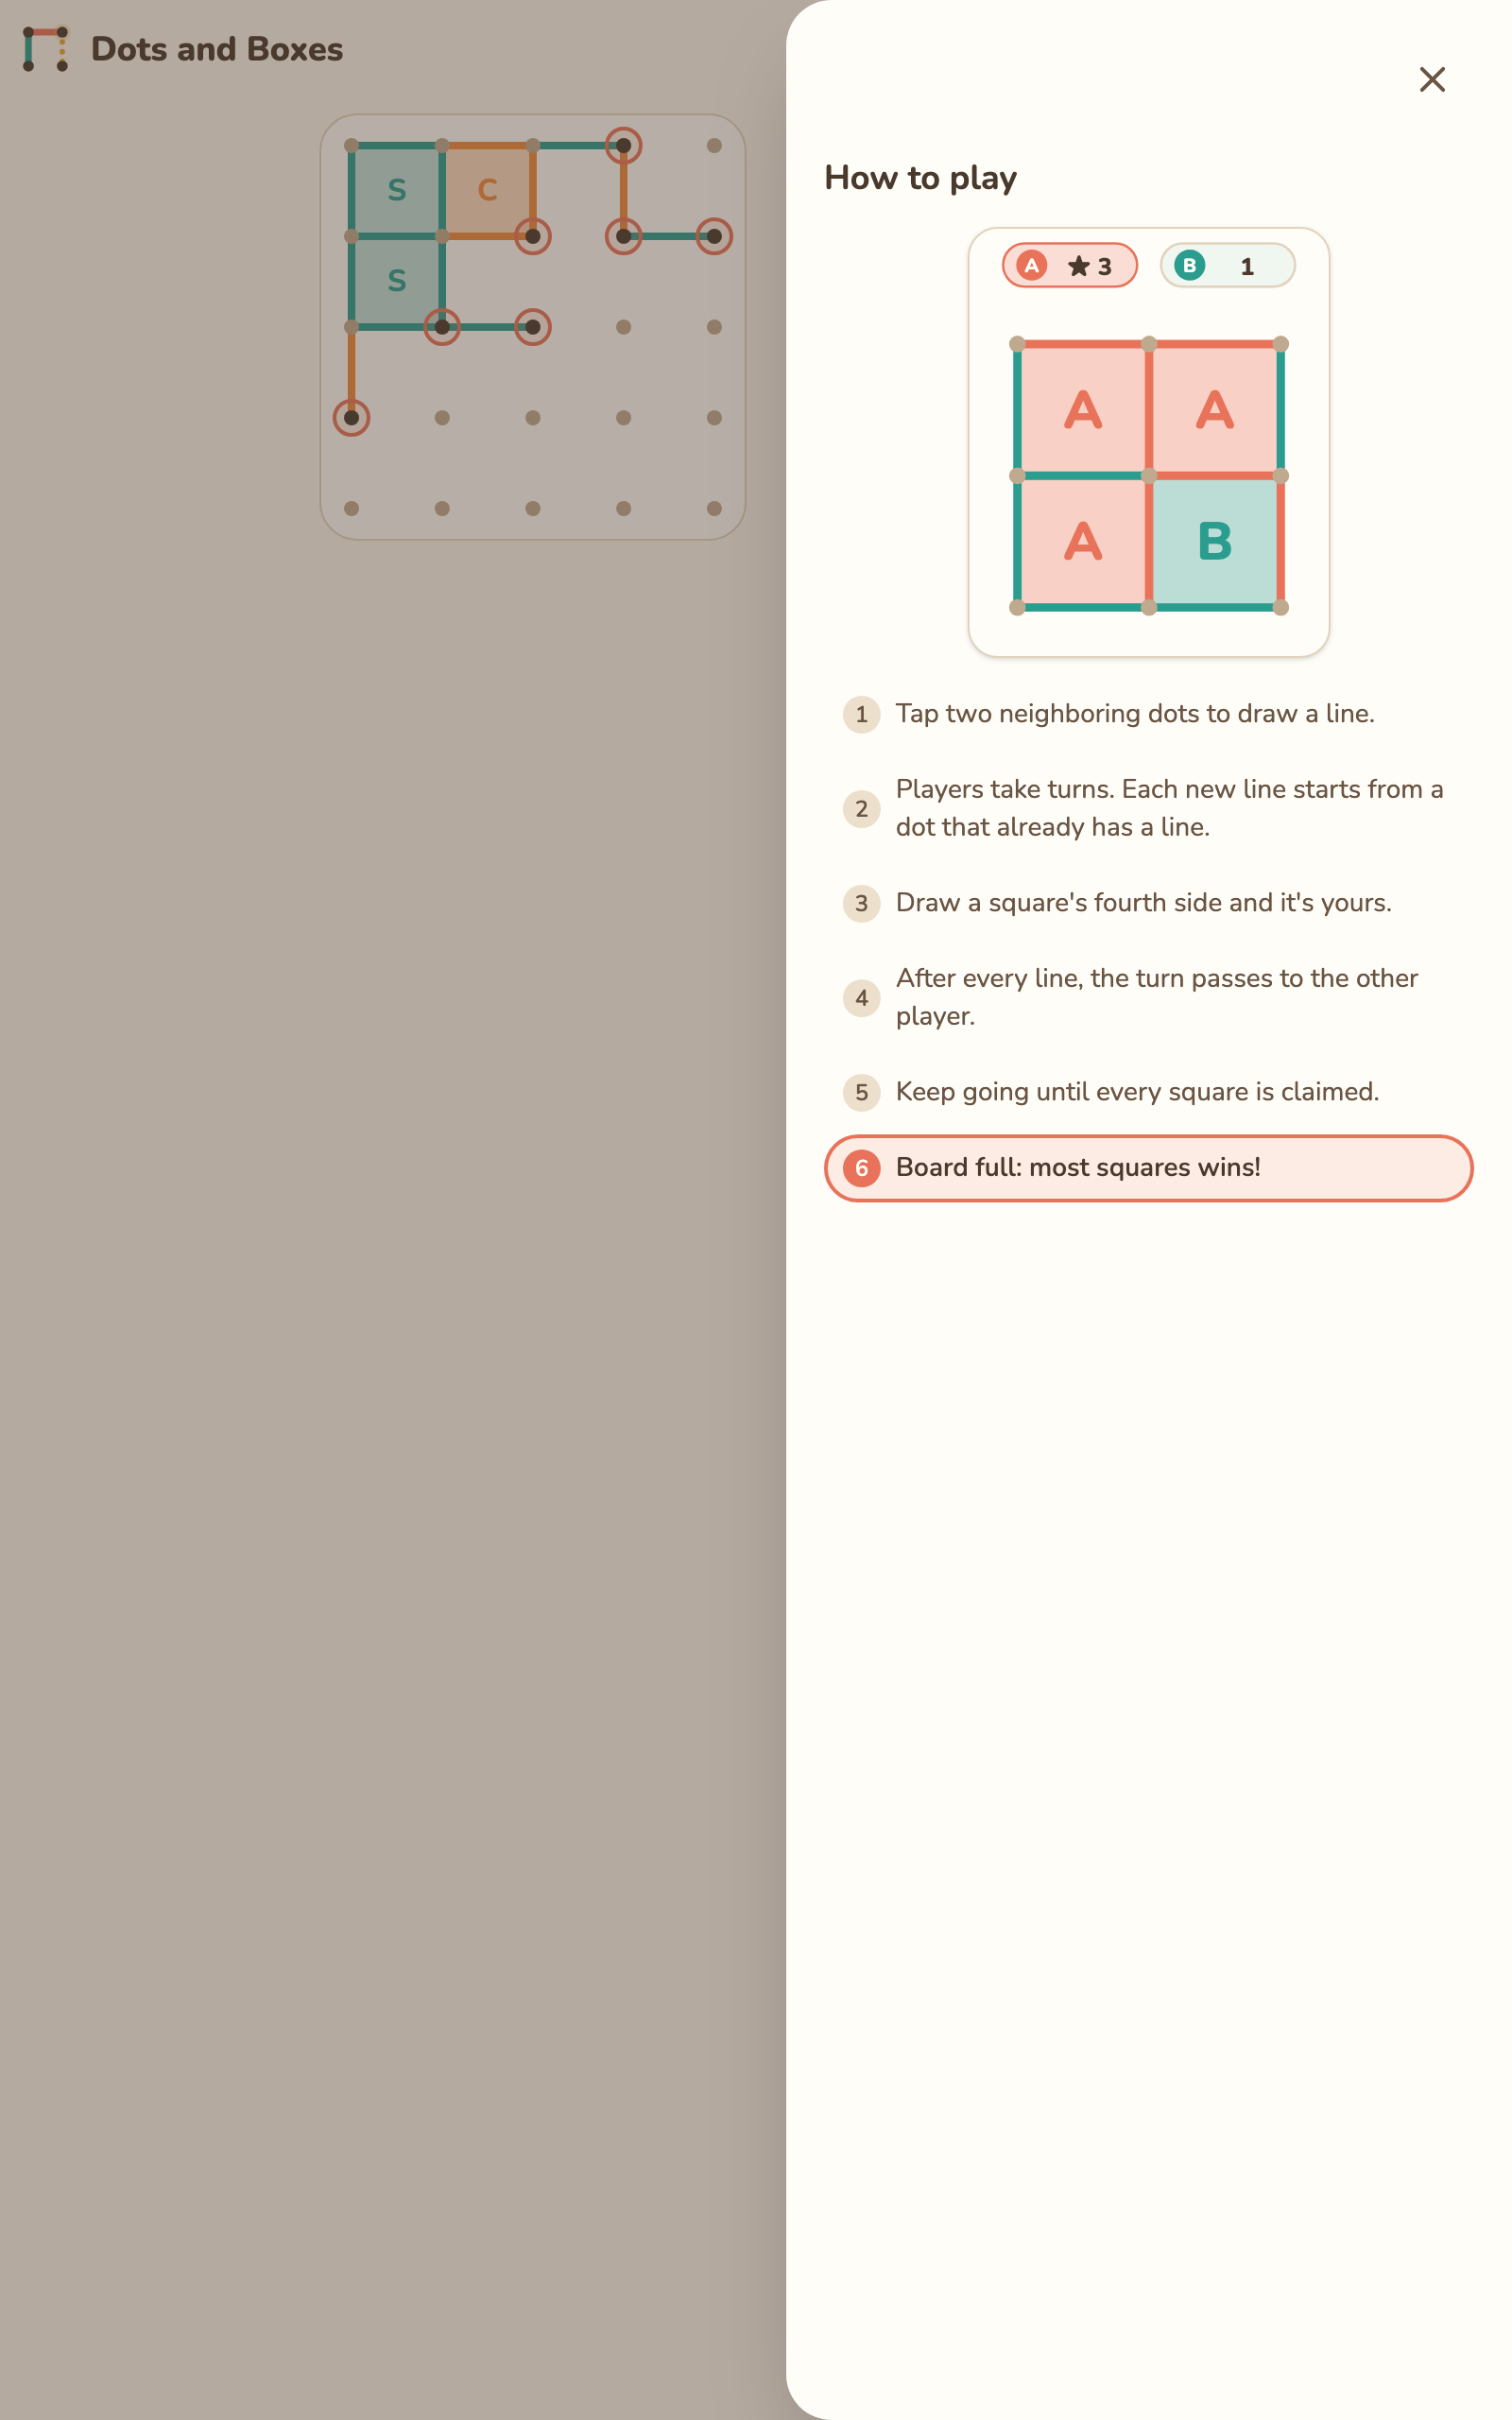 Dots and Boxes
S C
S
How to play
A ★ 3 B 1
A A
A B
1 Tap two neighboring dots to draw a line.
2 Players take turns. Each new line starts from a
dot that already has a line.
3 Draw a square's fourth side and it's yours.
4 After every line, the turn passes to the other
player.
5 Keep going until every square is claimed.
6 Board full: most squares wins!